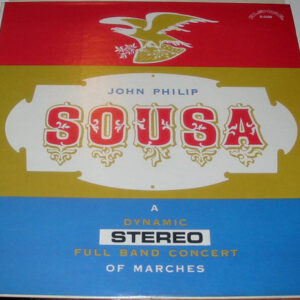 JOHN PHILIP
SOUSA
A
DYNAMIC
STEREO
FULL BAND CONCERT
OF MARCHES